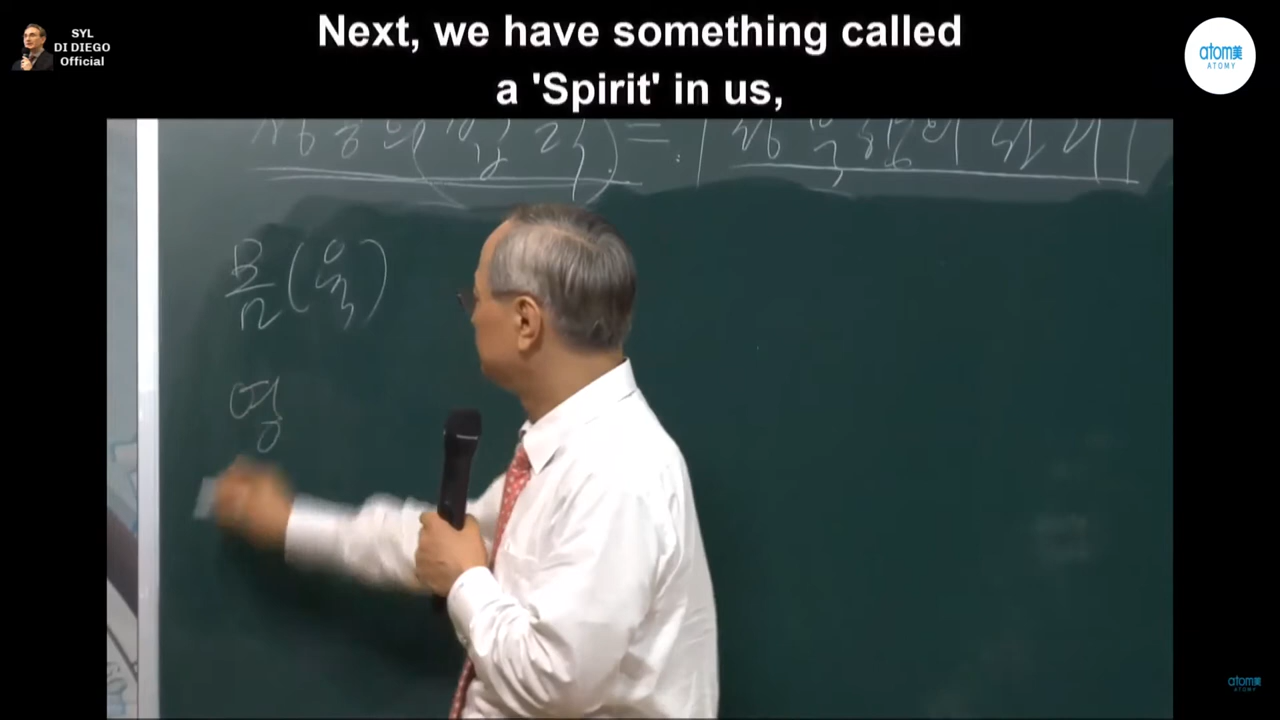 SYL
DI DIEGO
Official
Next, we have something called
a 'Spirit' in us,
atom美
ATOMY
몸(육)
영
atom美
ATOMY